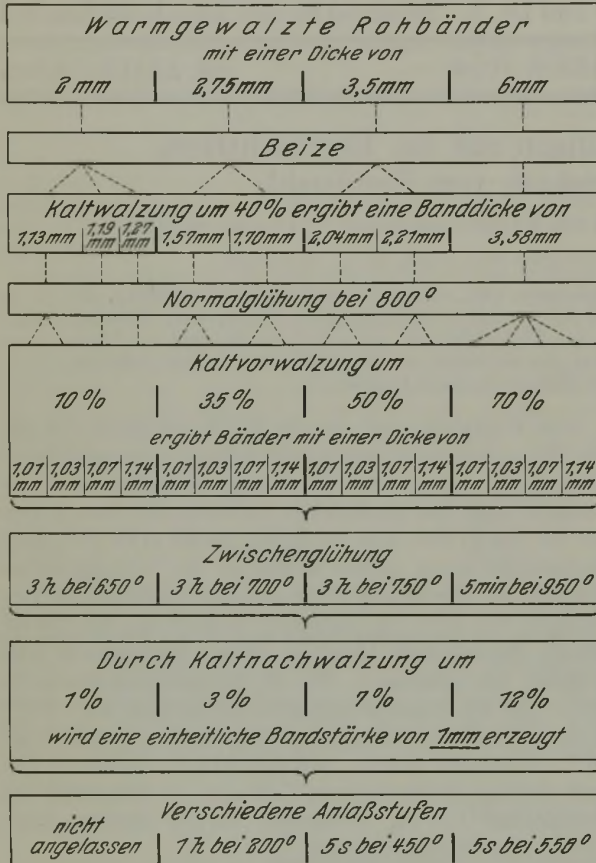 Warmgewalzte Rohbänder
mit einer Dicke von
2mm 2,75mm 3,5mm 6mm
Beize
Kaltwalzung um 40% ergibt eine Banddicke von
1,13mm 1,19 mm 1,27 mm 1,57mm 1,70mm 2,04mm 2,21mm 3,58mm
Normalglühung bei 800°
Kaltvorwalzung um
10% 35% 50% 70%
ergibt Bänder mit einer Dicke von
1,01 1,03 1,07 1,14 1,01 1,03 1,07 1,14 1,01 1,03 1,07 1,14 1,01 1,03 1,07 1,14
mm mm mm mm mm mm mm mm mm mm mm mm mm mm mm mm
Zwischenglühung
3 h bei 650° 3 h bei 700° 3 h bei 750° 5min bei 950°
Durch Kaltnachwalzung um
1% 3% 7% 12%
wird eine einheitliche Bandstärke von 1mm erzeugt
Verschiedene Anlaßstufen
nicht angelassen 1 h bei 200° 5s bei 450° 5s bei 558°